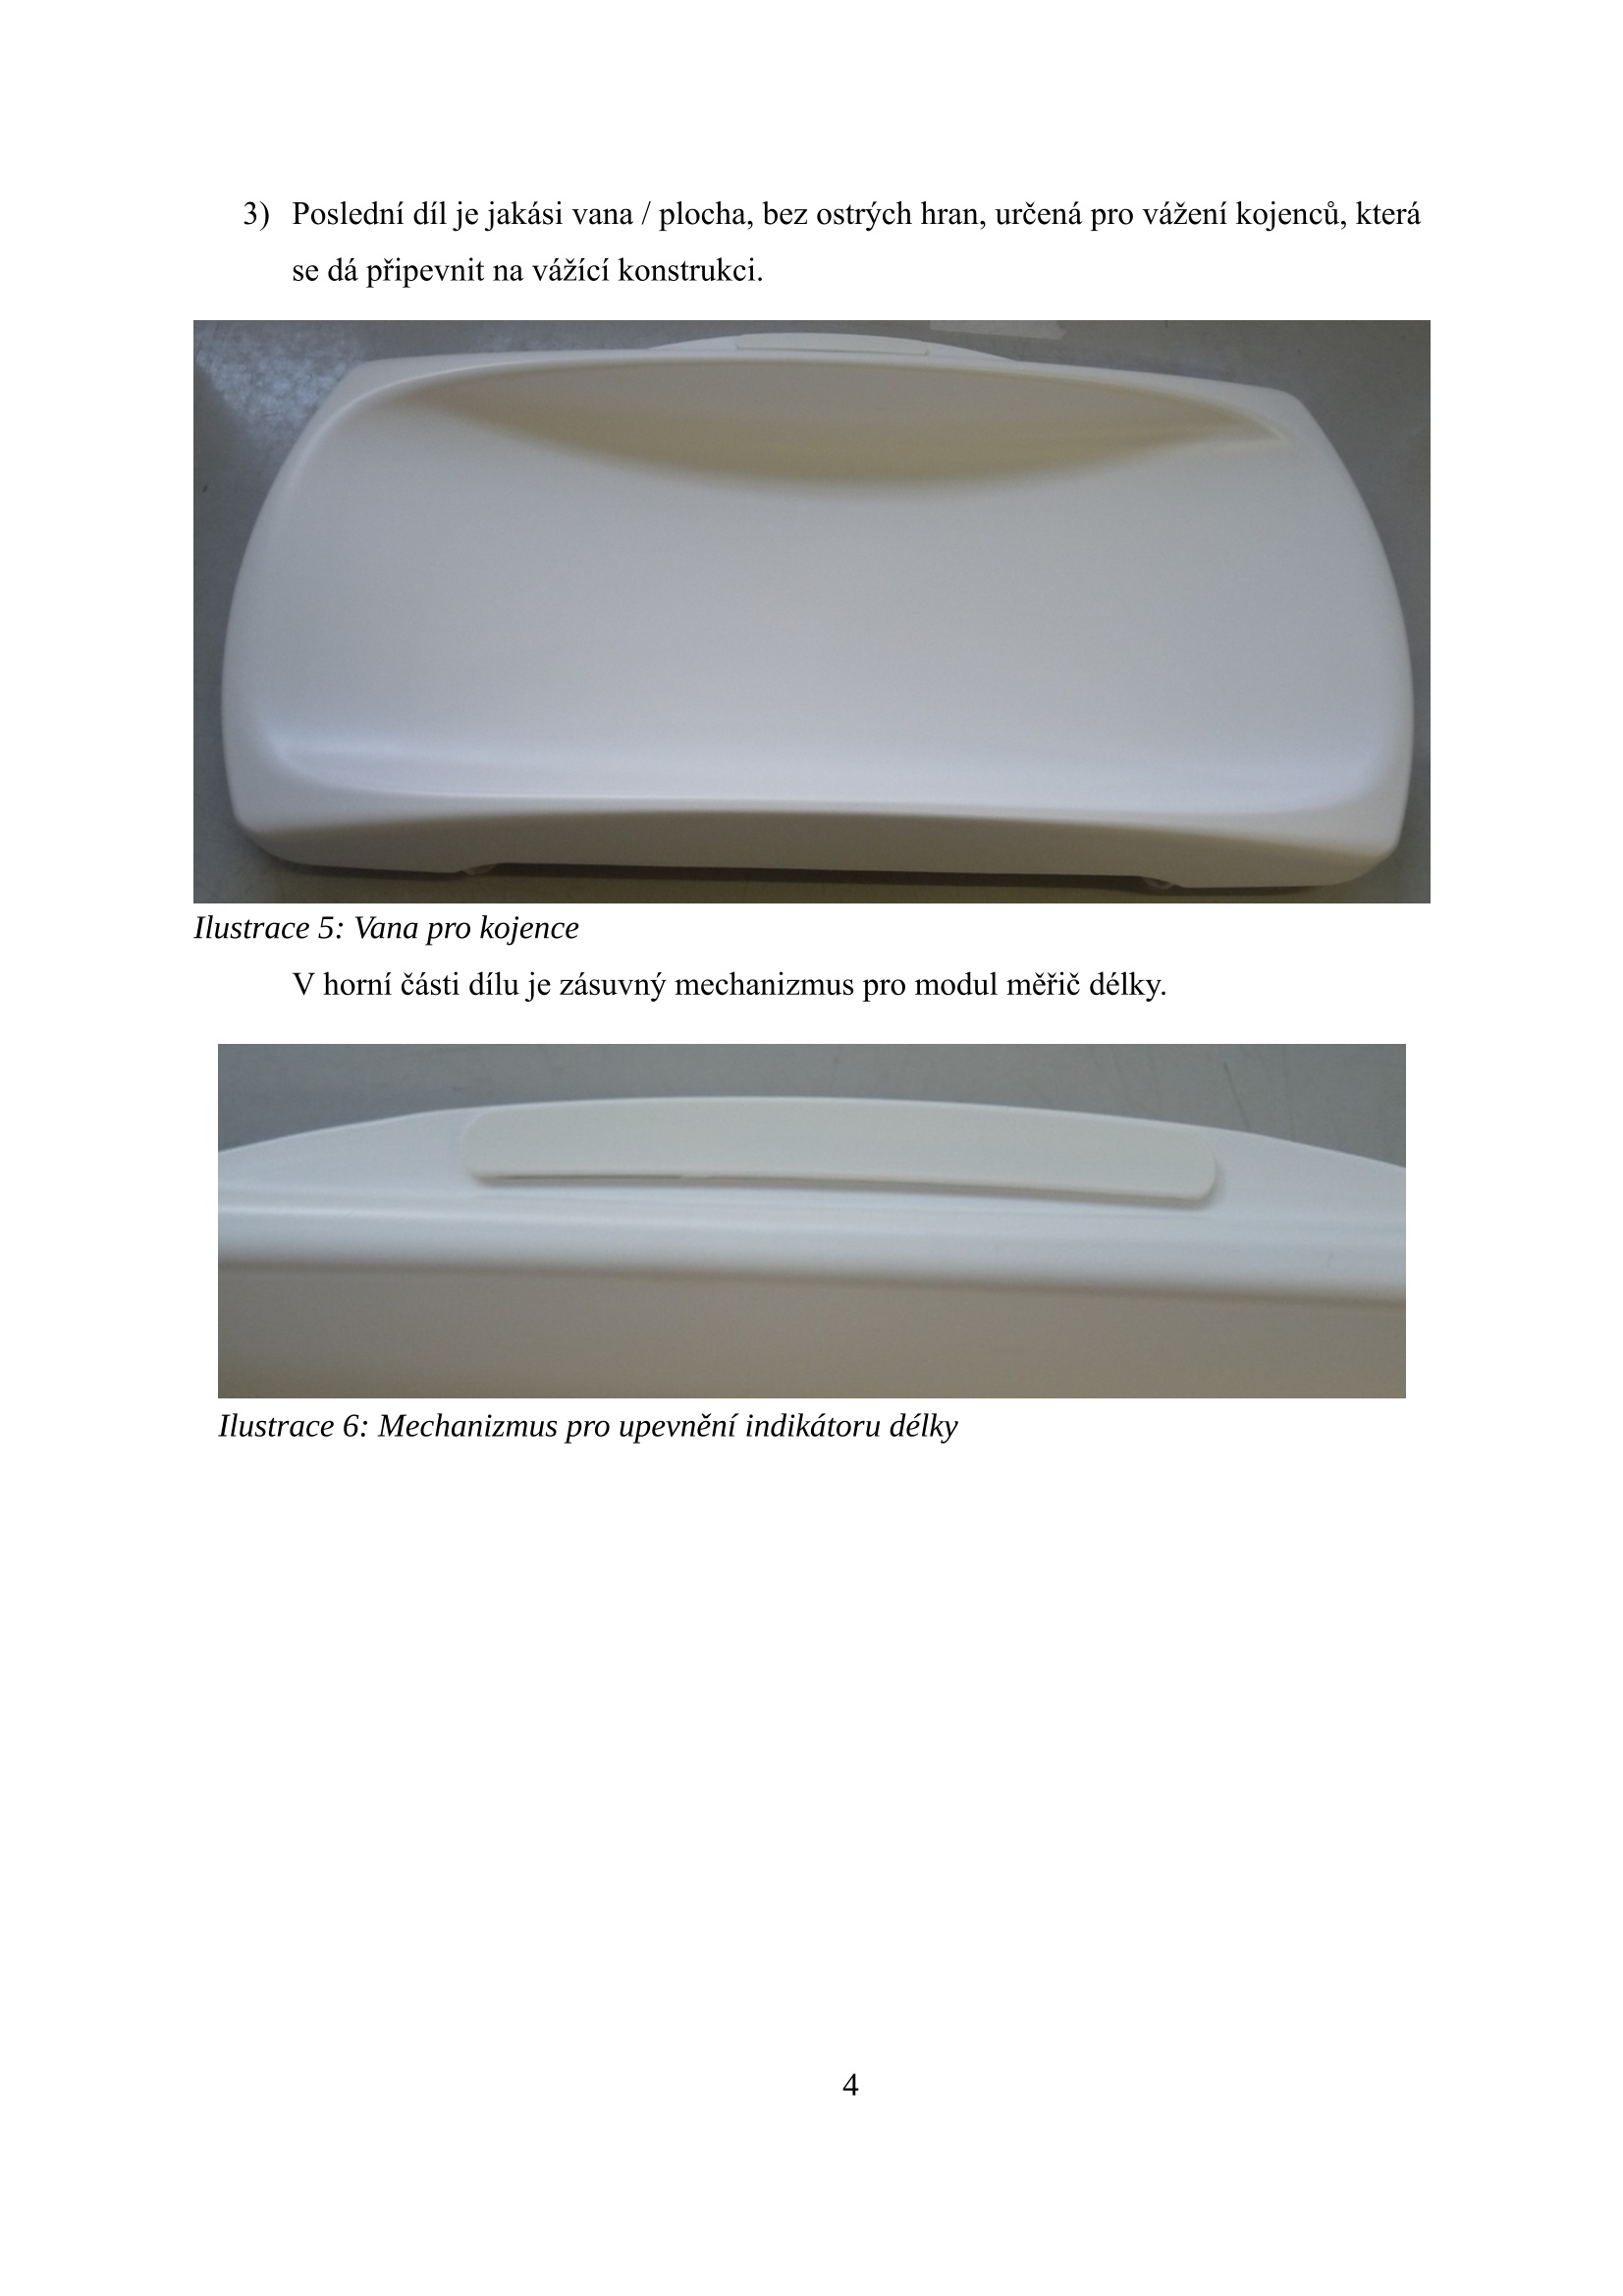 3) Poslední díl je jakási vana / plocha, bez ostrých hran, určená pro vážení kojenců, která
se dá připevnit na vážící konstrukci.
Ilustrace 5: Vana pro kojence
V horní části dílu je zásuvný mechanizmus pro modul měřič délky.
Ilustrace 6: Mechanizmus pro upevnění indikátoru délky
4